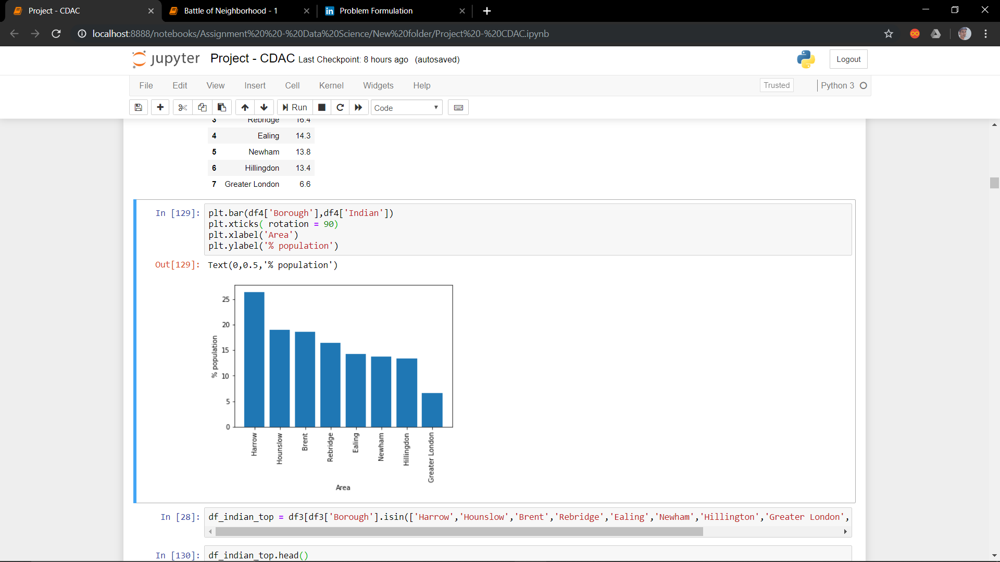 Project - CDAC
Battle of Neighborhood - 1
in Problem Formulation
localhost:8888/notebooks/Assignment%20%20-%20Data%20Science/New%20folder/Project%20-%20CDAC.ipynb
jupyter Project - CDAC Last Checkpoint: 8 hours ago (autosaved)
Logout
File Edit View Insert Cell Kernel Widgets Help
Trusted
Python 3
Run
Code
3 Rebridge 16.4
4 Ealing 14.3
5 Newham 13.8
6 Hillingdon 13.4
7 Greater London 6.6
In [129]: plt.bar(df4['Borough'],df4['Indian'])
plt.xticks( rotation = 90)
plt.xlabel('Area')
plt.ylabel('% population')
Out[129]: Text(0,0.5,'% population')
25
20
15
10
5
0
% population
Harrow
Hounslow
Brent
Rebridge
Ealing
Newham
Hillingdon
Greater London
Area
In [28]: df_indian_top = df3[df3['Borough'].isin(['Harrow','Hounslow','Brent','Rebridge','Ealing','Newham','Hillington','Greater London',
In [130]: df_indian_top.head()